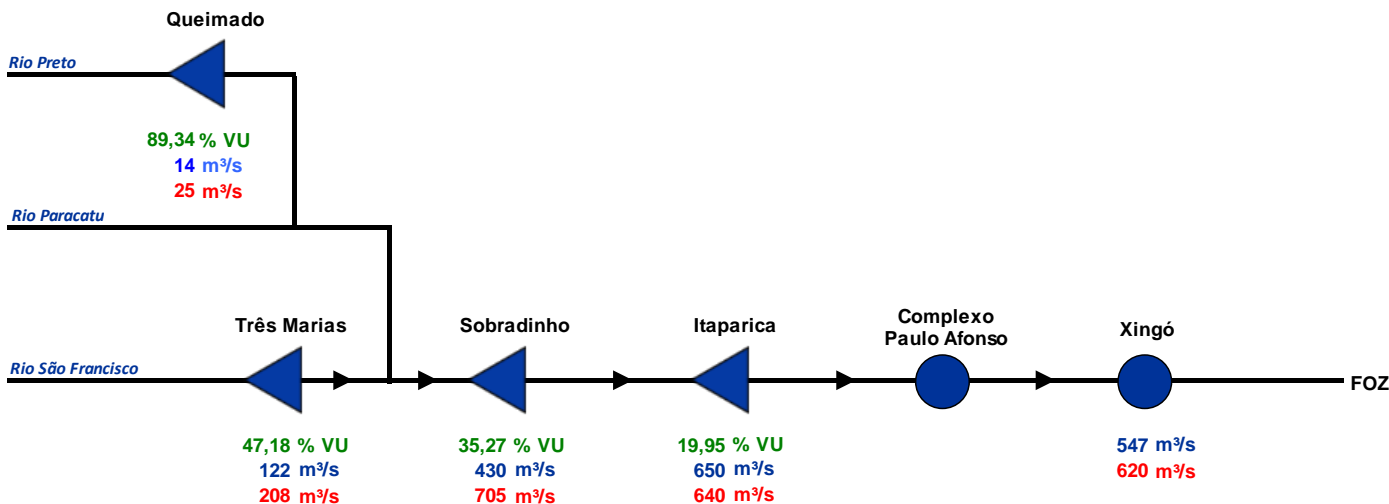 Queimado
Rio Preto
89,34 % VU
14 m³/s
25 m³/s
Rio Paracatu
Três Marias
Sobradinho
Itaparica
Complexo
Paulo Afonso
Xingó
Rio São Francisco
FOZ
47,18 % VU
122 m³/s
208 m³/s
35,27 % VU
430 m³/s
705 m³/s
19,95 % VU
650 m³/s
640 m³/s
547 m³/s
620 m³/s